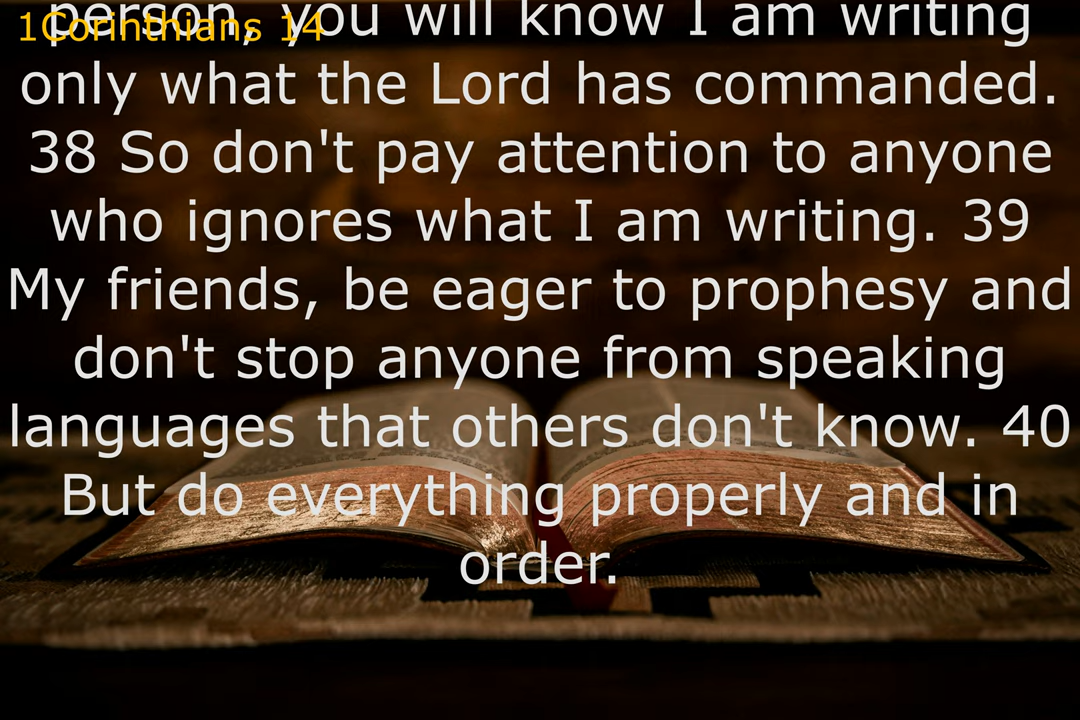 1Corinthians 14
person, you will know I am writing
only what the Lord has commanded.
38 So don't pay attention to anyone
who ignores what I am writing. 39
My friends, be eager to prophesy and
don't stop anyone from speaking
languages that others don't know. 40
But do everything properly and in
order.